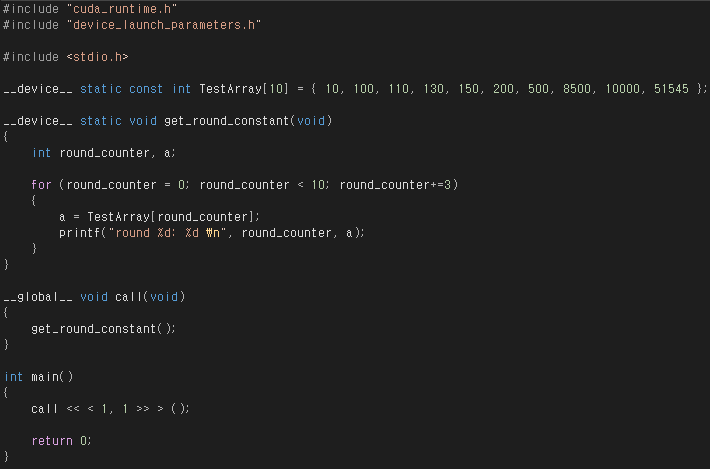 #include "cuda_runtime.h"
#include "device_launch_parameters.h"
#include <stdio.h>
__device__ static const int TestArray[10] = { 10, 100, 110, 130, 150, 200, 500, 8500, 10000, 51545 };
__device__ static void get_round_constant(void)
{
    int round_counter, a;
    for (round_counter = 0; round_counter < 10; round_counter+=3)
    {
        a = TestArray[round_counter];
        printf("round %d: %d ₩n", round_counter, a);
    }
}
__global__ void call(void)
{
    get_round_constant();
}
int main()
{
    call << < 1, 1 >> > ();
    return 0;
}